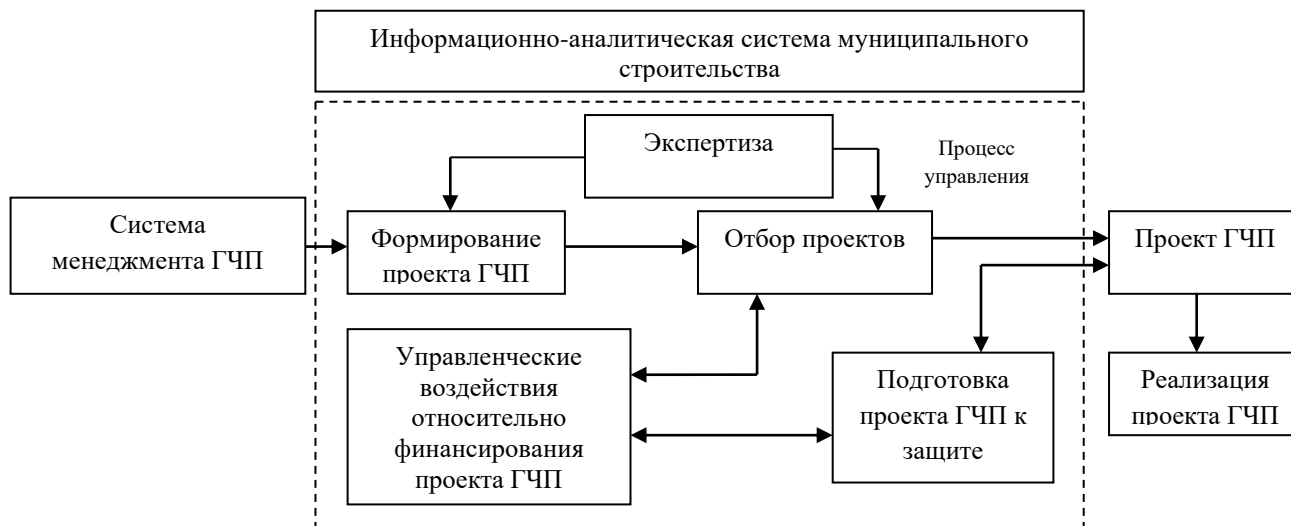 Информационно-аналитическая система муниципального
строительства
Экспертиза
Процесс
управления
Система
менеджмента ГЧП
Формирование
проекта ГЧП
Отбор проектов
Проект ГЧП
Управленческие
воздействия
относительно
финансирования
проекта ГЧП
Подготовка
проекта ГЧП к
защите
Реализация
проекта ГЧП